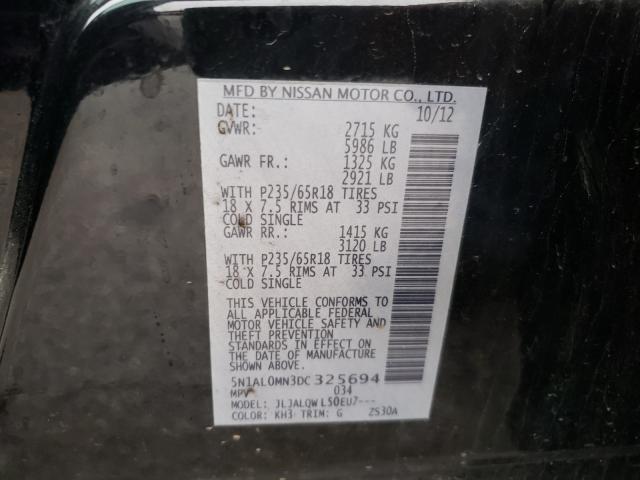 MFD BY NISSAN MOTOR CO., LTD.
DATE: 10/12
GVWR: 2715 KG
5986 LB
GAWR FR.: 1325 KG
2921 LB
WITH P235/65R18 TIRES
18 X 7.5 RIMS AT 33 PSI
COLD SINGLE
GAWR RR.: 1415 KG
3120 LB
WITH P235/65R18 TIRES
18 X 7.5 RIMS AT 33 PSI
COLD SINGLE
THIS VEHICLE CONFORMS TO
ALL APPLICABLE FEDERAL
MOTOR VEHICLE SAFETY AND
THEFT PREVENTION
STANDARDS IN EFFECT ON
THE DATE OF MANUFACTURE
SHOWN ABOVE.
5N1AL0MN3DC325694
MPV 034
MODEL: JLJALQWL50EU7---
COLOR: KH3 TRIM: G ZS30A